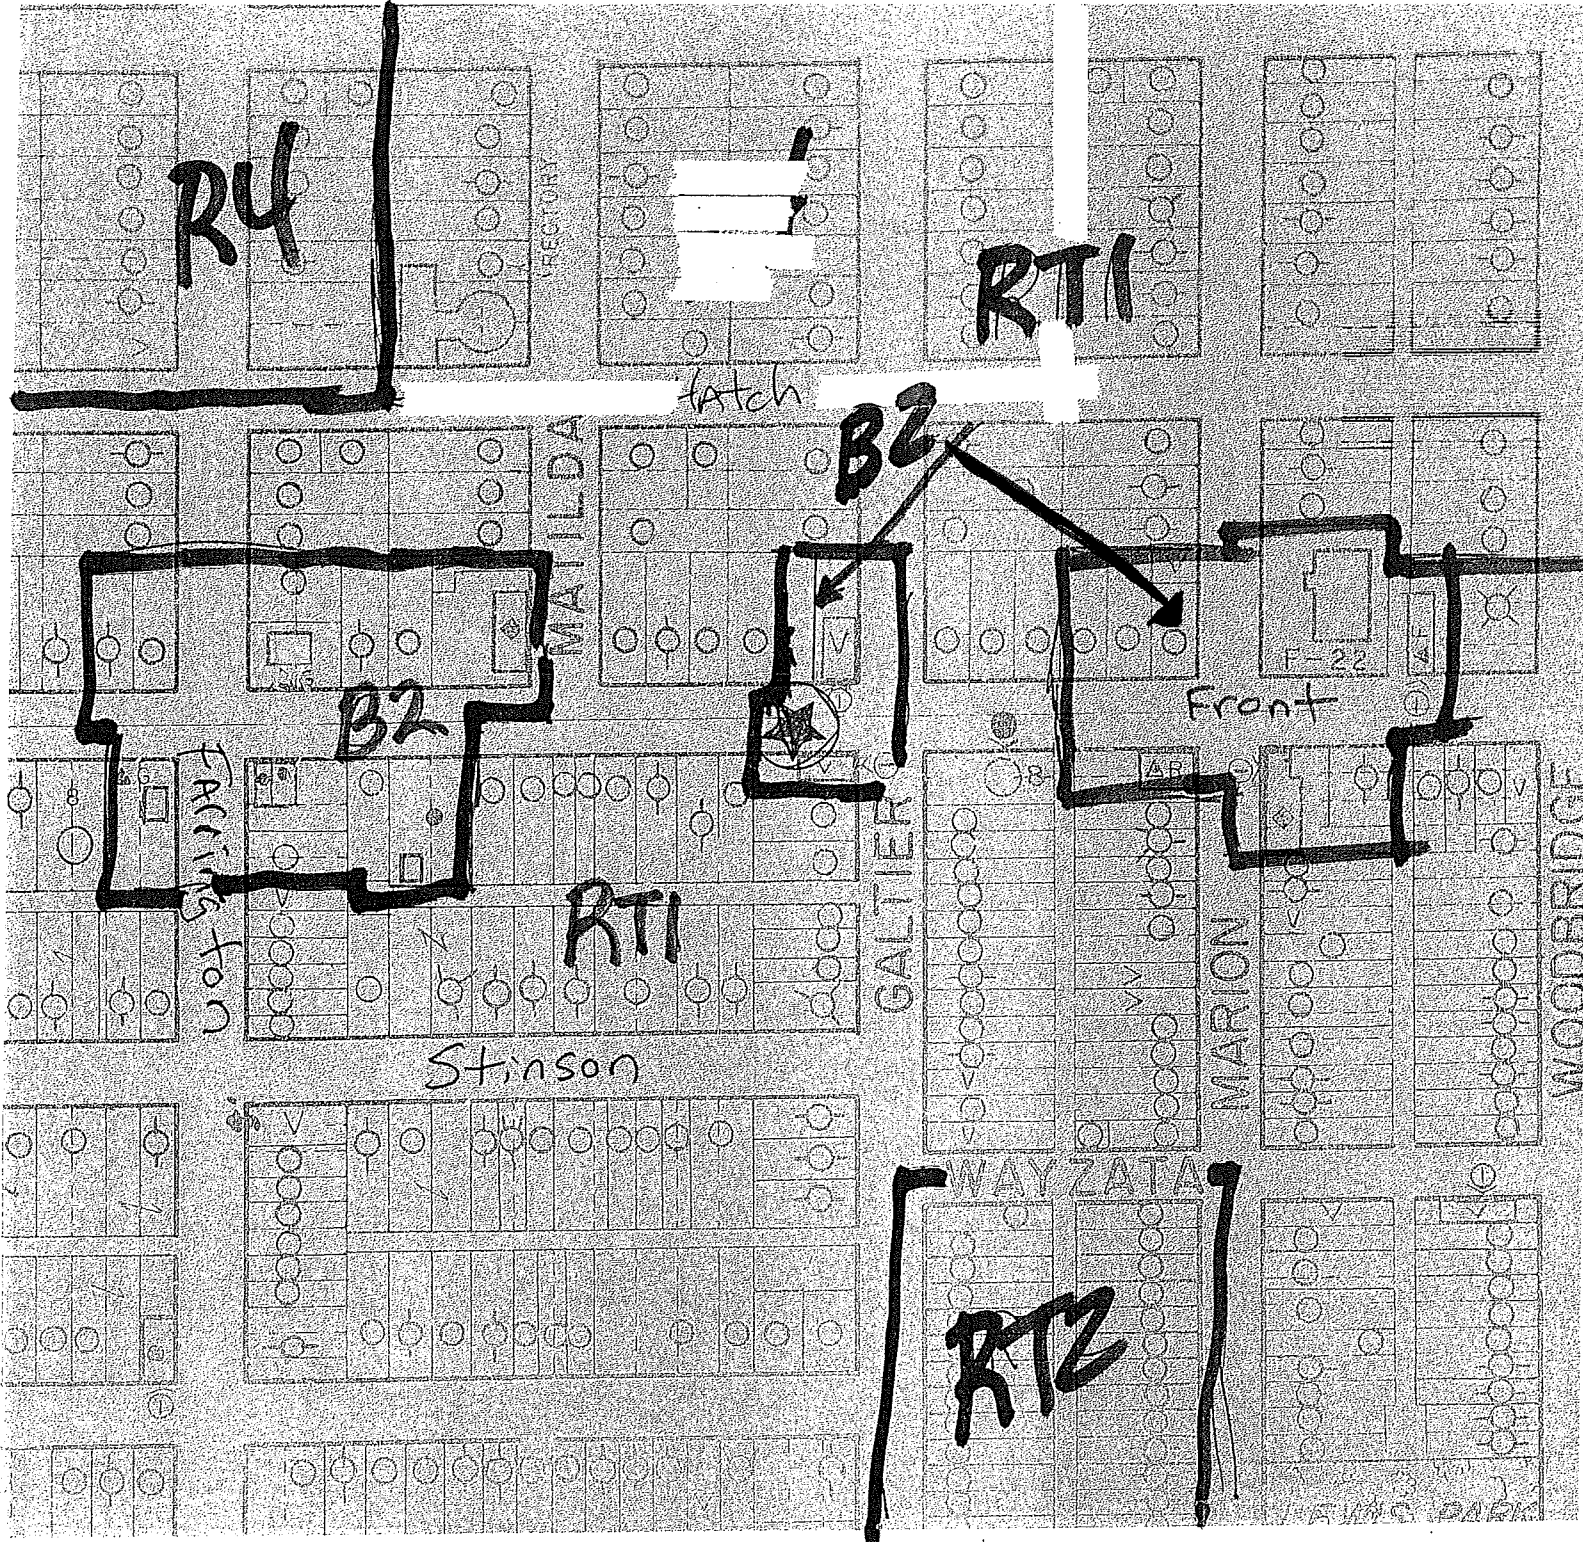 R4
RECTORY
RT1
Hatch
B2
MATILDA
F-22
Front
B2
Farrington
GALTIER
RT1
MARION
WOODBRIDGE
Stinson
WAYZATA
RT2